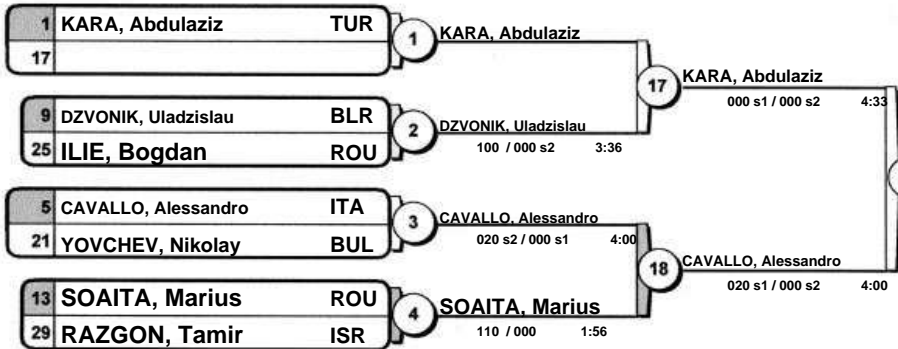 1 KARA, Abdulaziz TUR
17
1
KARA, Abdulaziz
9 DZVONIK, Uladzislau BLR
25 ILIE, Bogdan ROU
2
DZVONIK, Uladzislau
100 / 000 s2 3:36
17
KARA, Abdulaziz
000 s1 / 000 s2 4:33
5 CAVALLO, Alessandro ITA
21 YOVCHEV, Nikolay BUL
3
CAVALLO, Alessandro
020 s2 / 000 s1 4:00
13 SOAITA, Marius ROU
29 RAZGON, Tamir ISR
4
SOAITA, Marius
110 / 000 1:56
18
CAVALLO, Alessandro
020 s1 / 000 s2 4:00